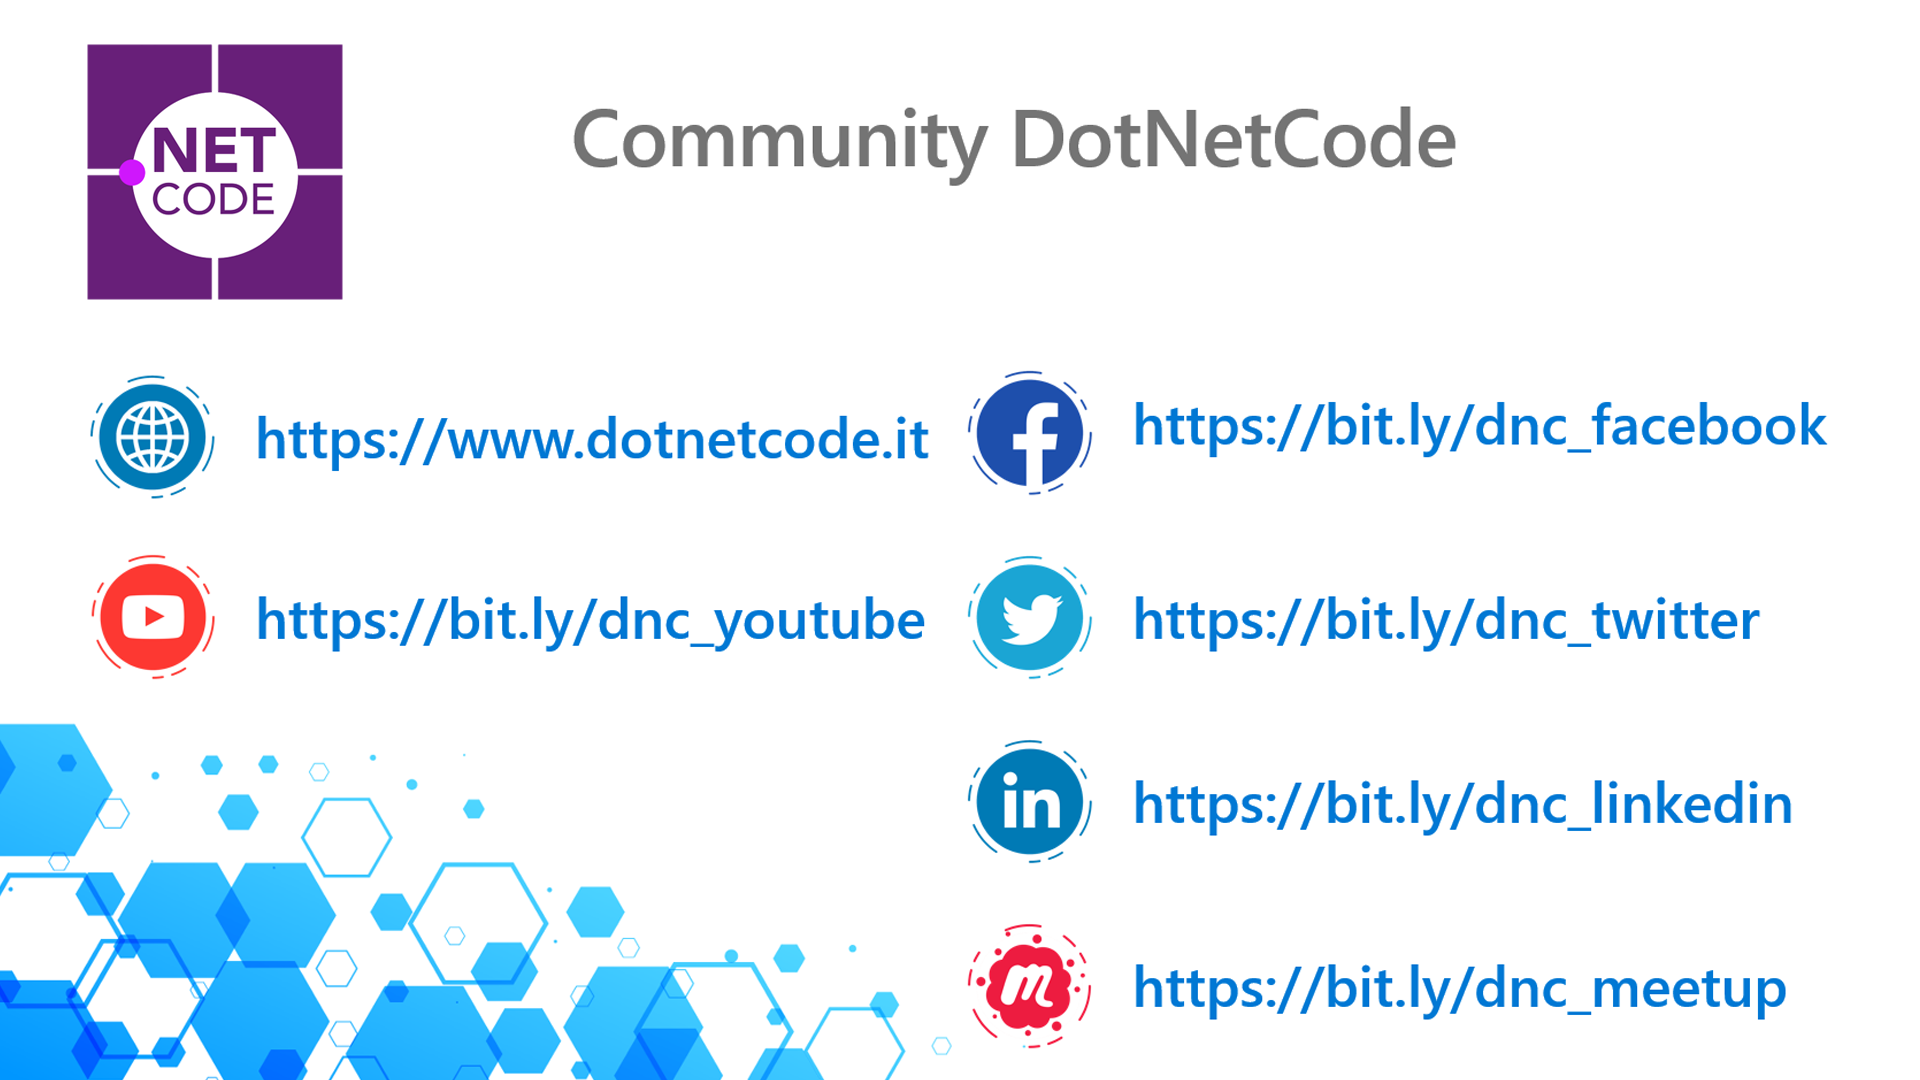 NET
CODE
Community DotNetCode
https://www.dotnetcode.it
https://bit.ly/dnc_youtube
https://bit.ly/dnc_facebook
https://bit.ly/dnc_twitter
in
https://bit.ly/dnc_linkedin
m
https://bit.ly/dnc_meetup